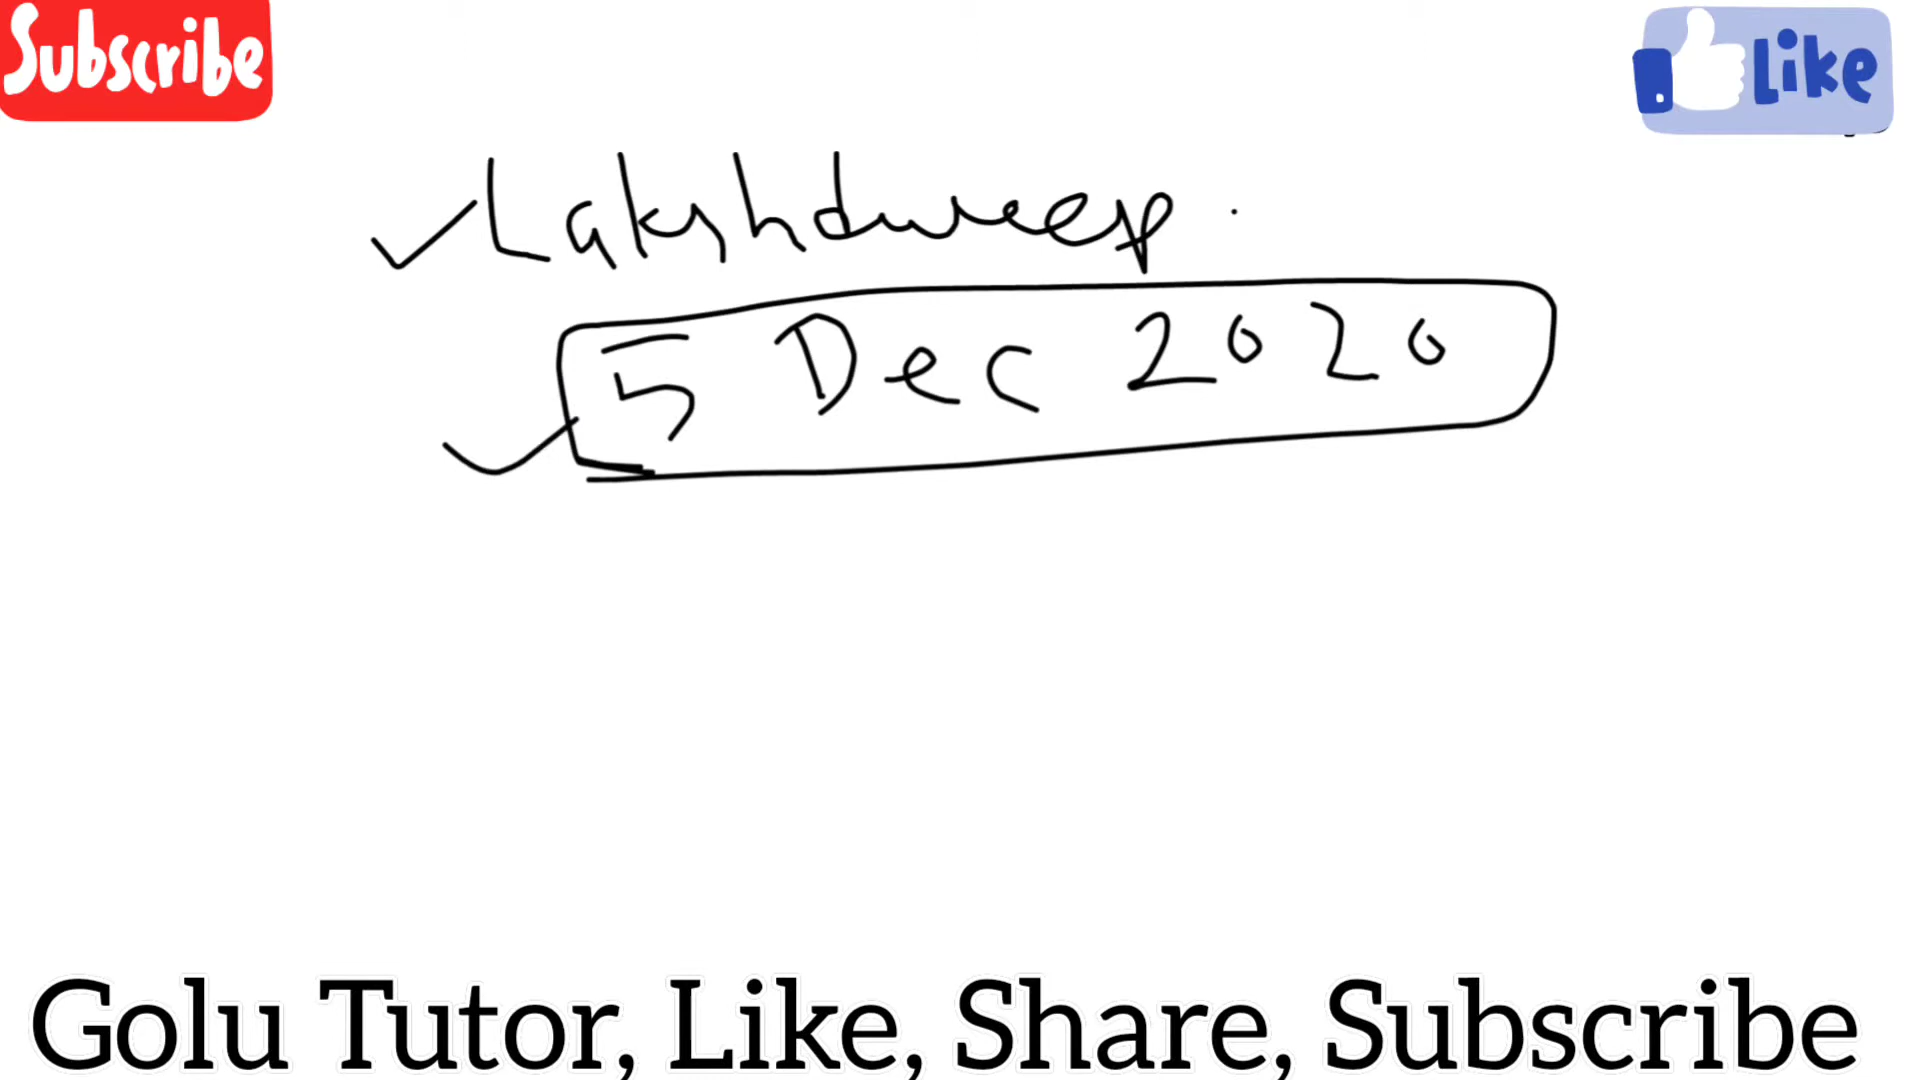 Subscribe
Like
Lakshdweep
5 Dec 2020
Golu Tutor, Like, Share, Subscribe